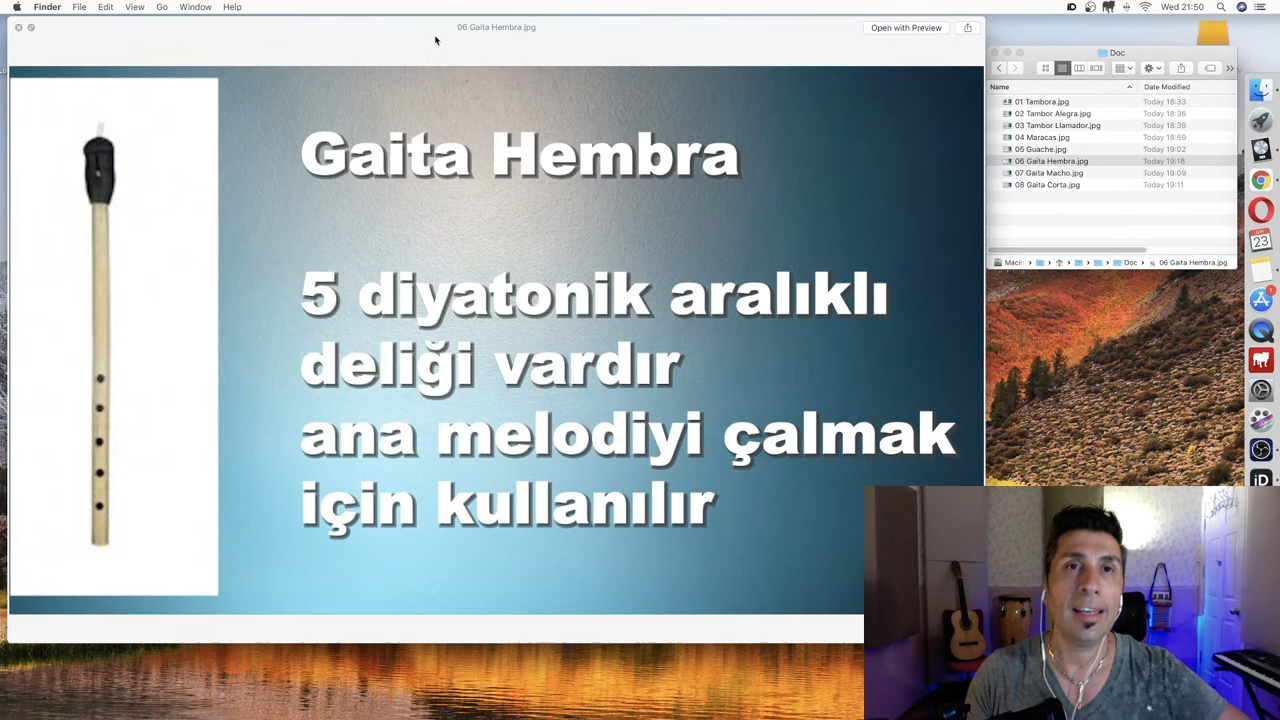 Finder File Edit View Go Window Help
Wed 21:50
06 Gaita Hembra.jpg
Open with Preview
Gaita Hembra
5 diyatonik aralıklı
deliği vardır
ana melodiyi çalmak
için kullanılır
Doc
Name Date Modified
01 Tambora.jpg Today 18:33
02 Tambor Alegra.jpg Today 18:36
03 Tambor Llamador.jpg Today 18:39
04 Maracas.jpg Today 18:59
05 Guache.jpg Today 19:02
06 Gaita Hembra.jpg Today 19:18
07 Gaita Macho.jpg Today 19:09
08 Gaita Corta.jpg Today 19:11
Macin Doc 06 Gaita Hembra.jpg
23
1
iD